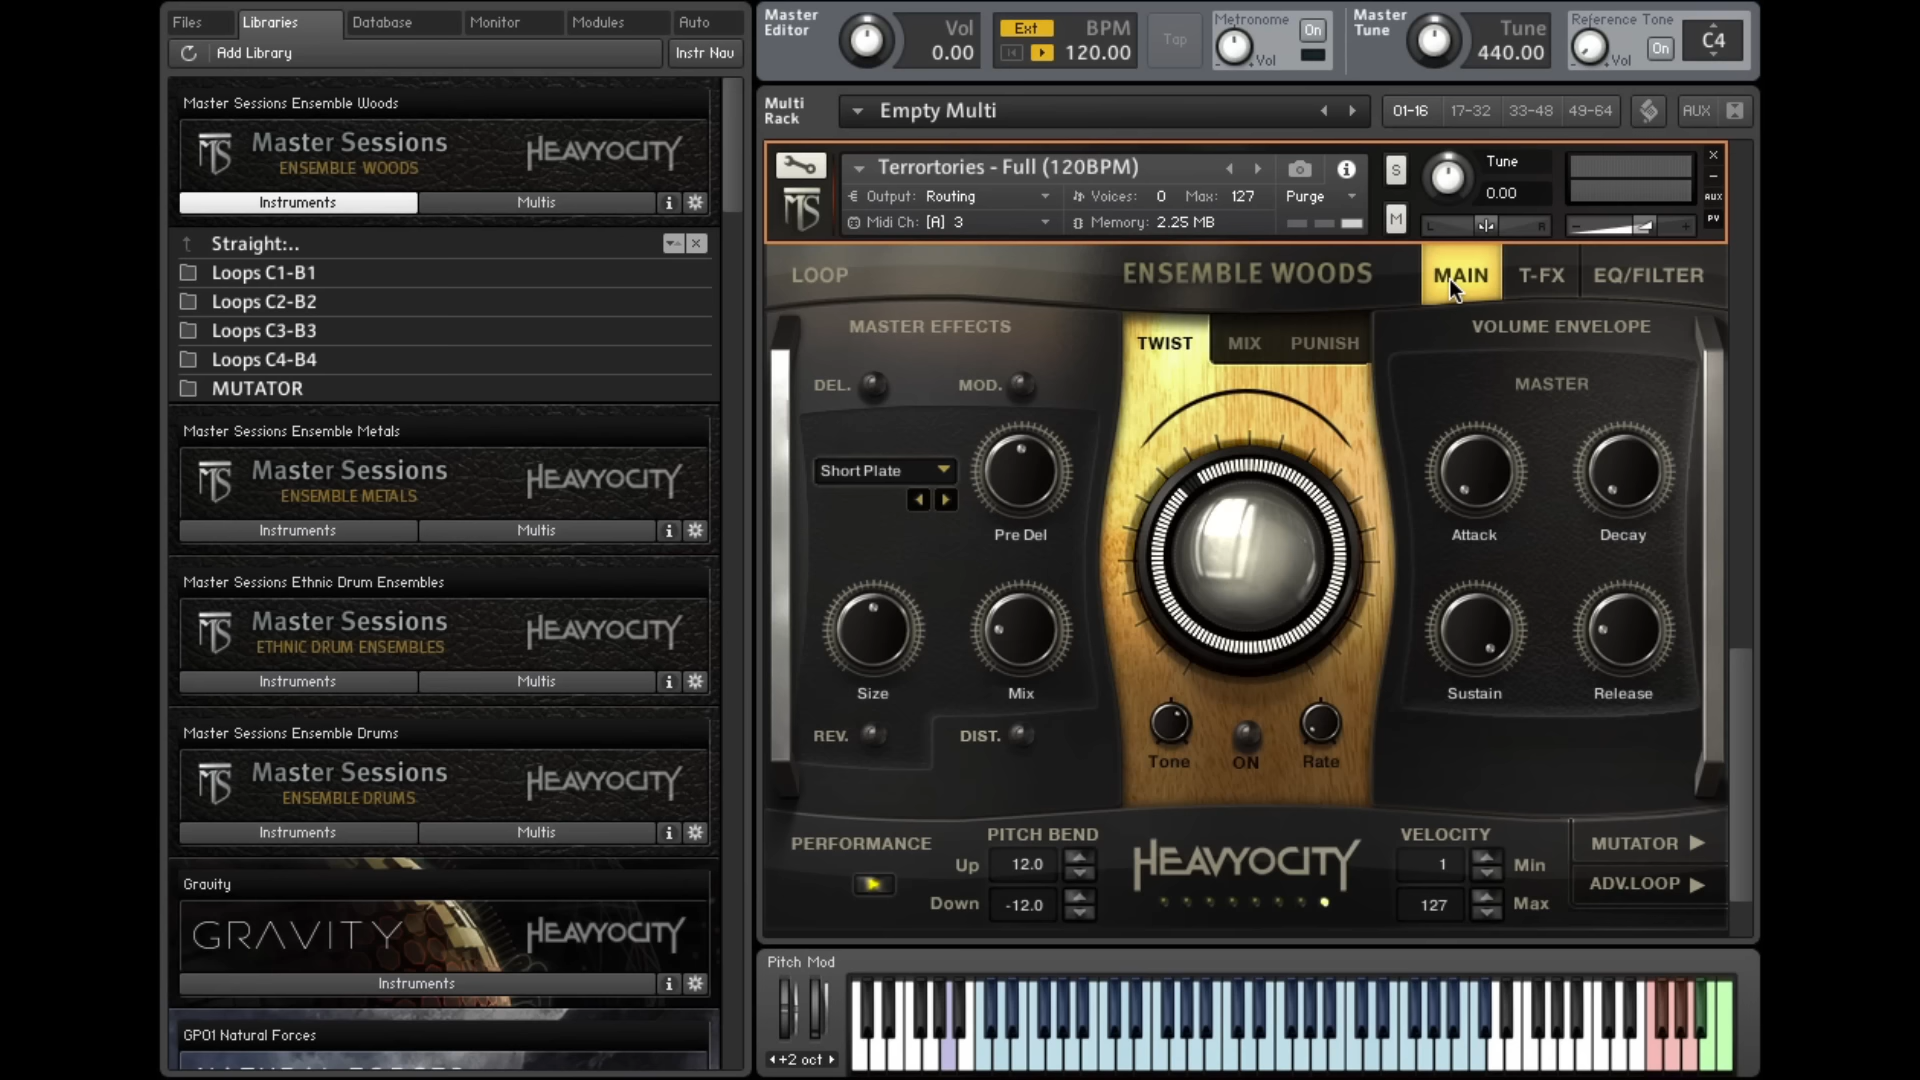 Files Libraries Database Monitor Modules Auto
Add Library Instr Nav
Master Sessions Ensemble Woods
Master Sessions HEAVYOCITY
ENSEMBLE WOODS
Instruments Multis
Straight:..
Loops C1-B1
Loops C2-B2
Loops C3-B3
Loops C4-B4
MUTATOR
Master Sessions Ensemble Metals
Master Sessions HEAVYOCITY
ENSEMBLE METALS
Instruments Multis
Master Sessions Ethnic Drum Ensembles
Master Sessions HEAVYOCITY
ETHNIC DRUM ENSEMBLES
Instruments Multis
Master Sessions Ensemble Drums
Master Sessions HEAVYOCITY
ENSEMBLE DRUMS
Instruments Multis
Gravity
GRAVITY HEAVYOCITY
Instruments
GP01 Natural Forces
Master Editor Vol 0.00
Ext BPM 120.00
Tap
Metronome On Vol
Master Tune Tune 440.00
Reference Tone On Vol C4
Multi Rack Empty Multi 01-16 17-32 33-48 49-64 AUX
Terrortories - Full (120BPM) S Tune 0.00
Output: Routing Voices: 0 Max: 127 Purge
Midi Ch: [A] 3 Memory: 2.25 MB M L R - +
AUX
PV
LOOP ENSEMBLE WOODS MAIN T-FX EQ/FILTER
MASTER EFFECTS TWIST MIX PUNISH VOLUME ENVELOPE
DEL. MOD. MASTER
Short Plate
Pre Del Attack Decay
Size Mix Sustain Release
REV. DIST.
Tone ON Rate
PERFORMANCE PITCH BEND HEAVYOCITY VELOCITY MUTATOR
Up 12.0 1 Min
ADV.LOOP
Down -12.0 127 Max
Pitch Mod
+2 oct